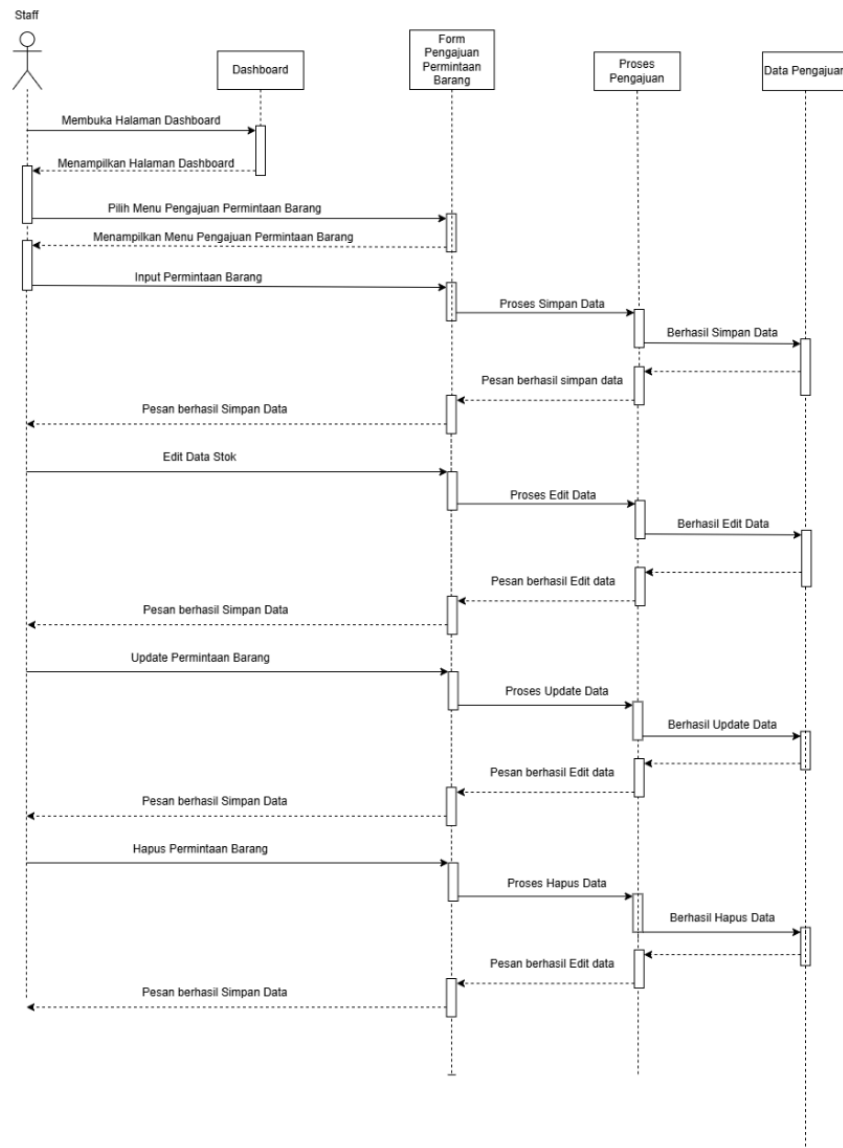 Staff
Dashboard
Form
Pengajuan
Permintaan
Barang
Proses
Pengajuan
Data Pengajuan
Membuka Halaman Dashboard
Menampilkan Halaman Dashboard
Pilih Menu Pengajuan Permintaan Barang
Menampilkan Menu Pengajuan Permintaan Barang
Input Permintaan Barang
Proses Simpan Data
Berhasil Simpan Data
Pesan berhasil simpan data
Pesan berhasil Simpan Data
Edit Data Stok
Proses Edit Data
Berhasil Edit Data
Pesan berhasil Edit data
Pesan berhasil Simpan Data
Update Permintaan Barang
Proses Update Data
Berhasil Update Data
Pesan berhasil Edit data
Pesan berhasil Simpan Data
Hapus Permintaan Barang
Proses Hapus Data
Berhasil Hapus Data
Pesan berhasil Edit data
Pesan berhasil Simpan Data